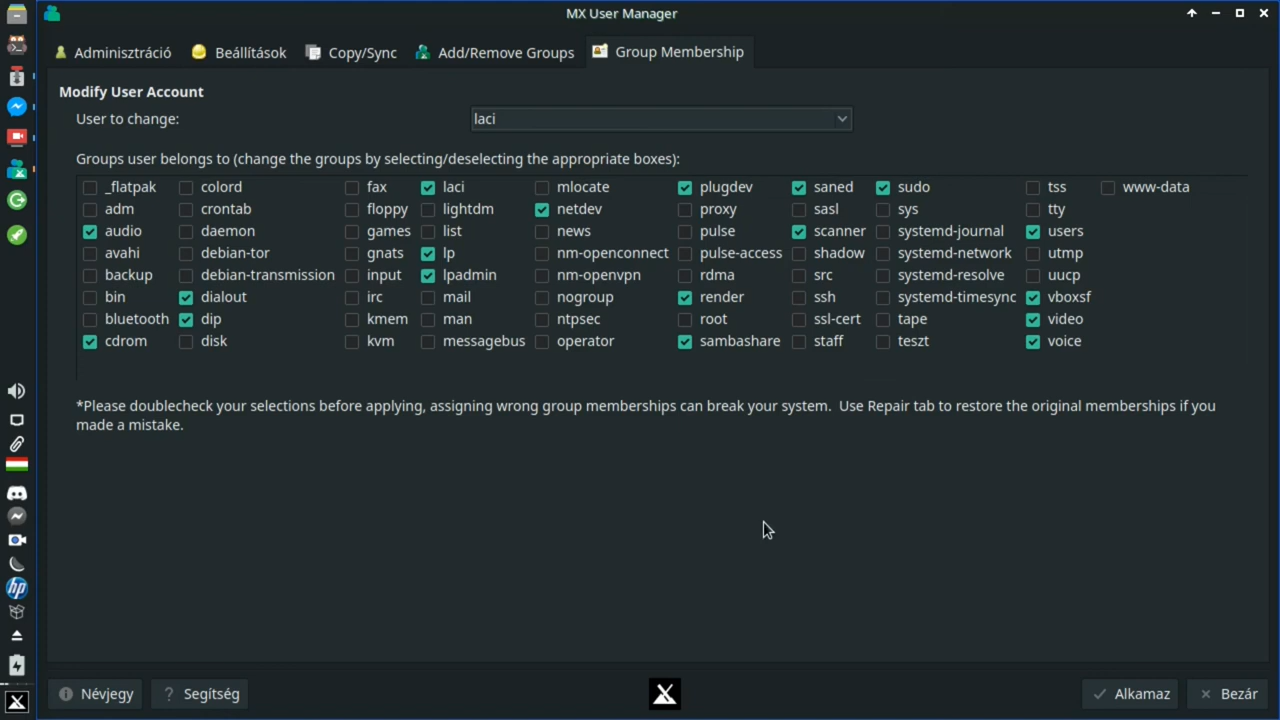 MX User Manager
Adminisztráció Beállítások Copy/Sync Add/Remove Groups Group Membership
Modify User Account
User to change: laci
Groups user belongs to (change the groups by selecting/deselecting the appropriate boxes):
_flatpak colord fax laci mlocate plugdev saned sudo tss www-data
adm crontab floppy lightdm netdev proxy sasl sys tty
audio daemon games list news pulse scanner systemd-journal users
avahi debian-tor gnats lp nm-openconnect pulse-access shadow systemd-network utmp
backup debian-transmission input lpadmin nm-openvpn rdma src systemd-resolve uucp
bin dialout irc mail nogroup render ssh systemd-timesync vboxsf
bluetooth dip kmem man ntpsec root ssl-cert tape video
cdrom disk kvm messagebus operator sambashare staff teszt voice
*Please doublecheck your selections before applying, assigning wrong group memberships can break your system. Use Repair tab to restore the original memberships if you
made a mistake.
hp
Névjegy ? Segítség Alkamaz Bezár